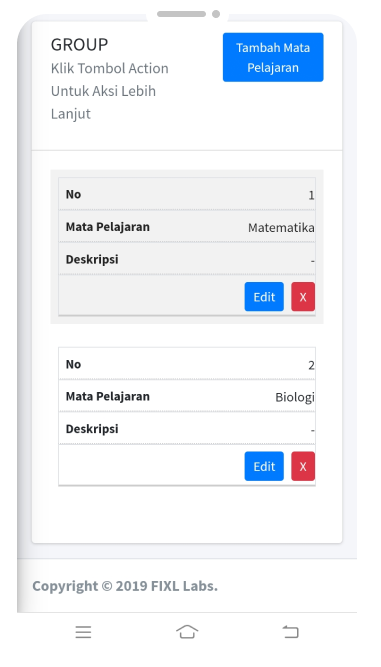 GROUP
Klik Tombol Action
Untuk Aksi Lebih
Lanjut
Tambah Mata
Pelajaran
No 1
Mata Pelajaran Matematika
Deskripsi -
Edit X
No 2
Mata Pelajaran Biologi
Deskripsi -
Edit X
Copyright © 2019 FIXL Labs.